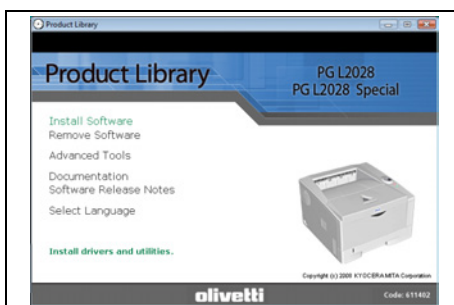 Product Library
Product Library
PG L2028
PG L2028 Special
Install Software
Remove Software
Advanced Tools
Documentation
Software Release Notes
Select Language
Install drivers and utilities.
Copyright (c) 2008 KYOCERA MITA Corporation
olivetti
Code: 611402